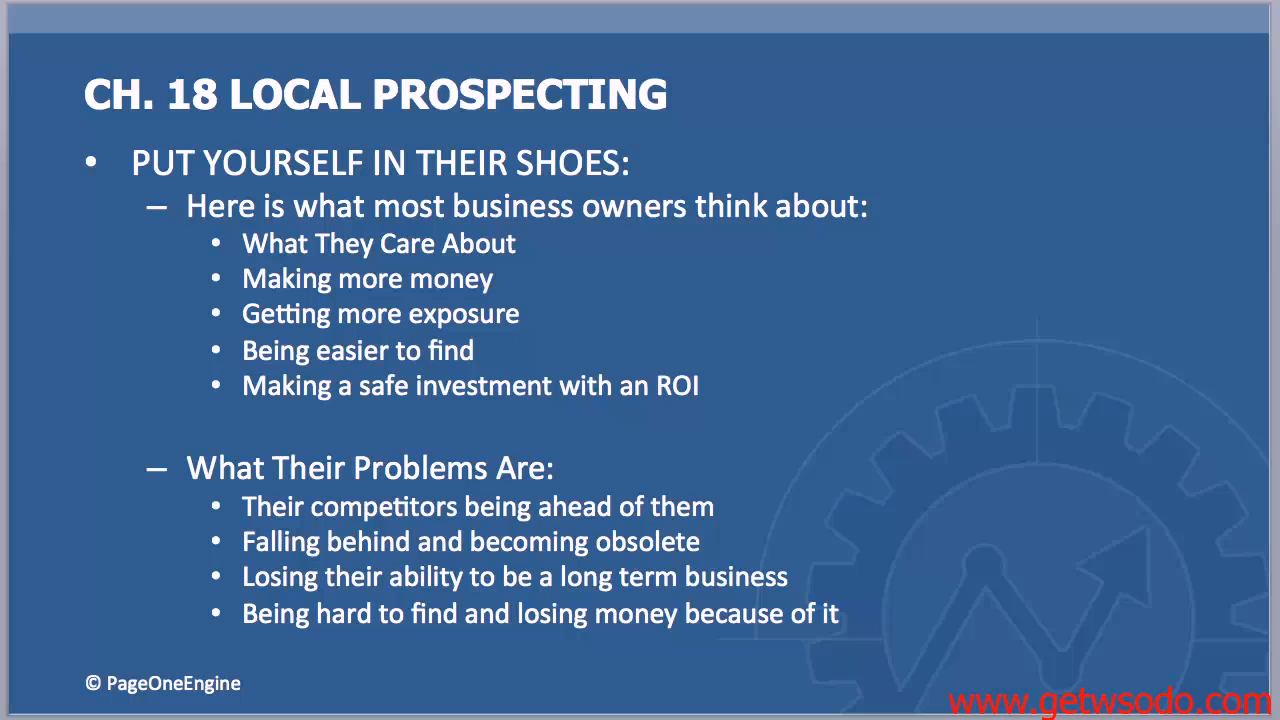 CH. 18 LOCAL PROSPECTING
• PUT YOURSELF IN THEIR SHOES:
– Here is what most business owners think about:
• What They Care About
• Making more money
• Getting more exposure
• Being easier to find
• Making a safe investment with an ROI
– What Their Problems Are:
• Their competitors being ahead of them
• Falling behind and becoming obsolete
• Losing their ability to be a long term business
• Being hard to find and losing money because of it
© PageOneEngine
www.getwsodo.com